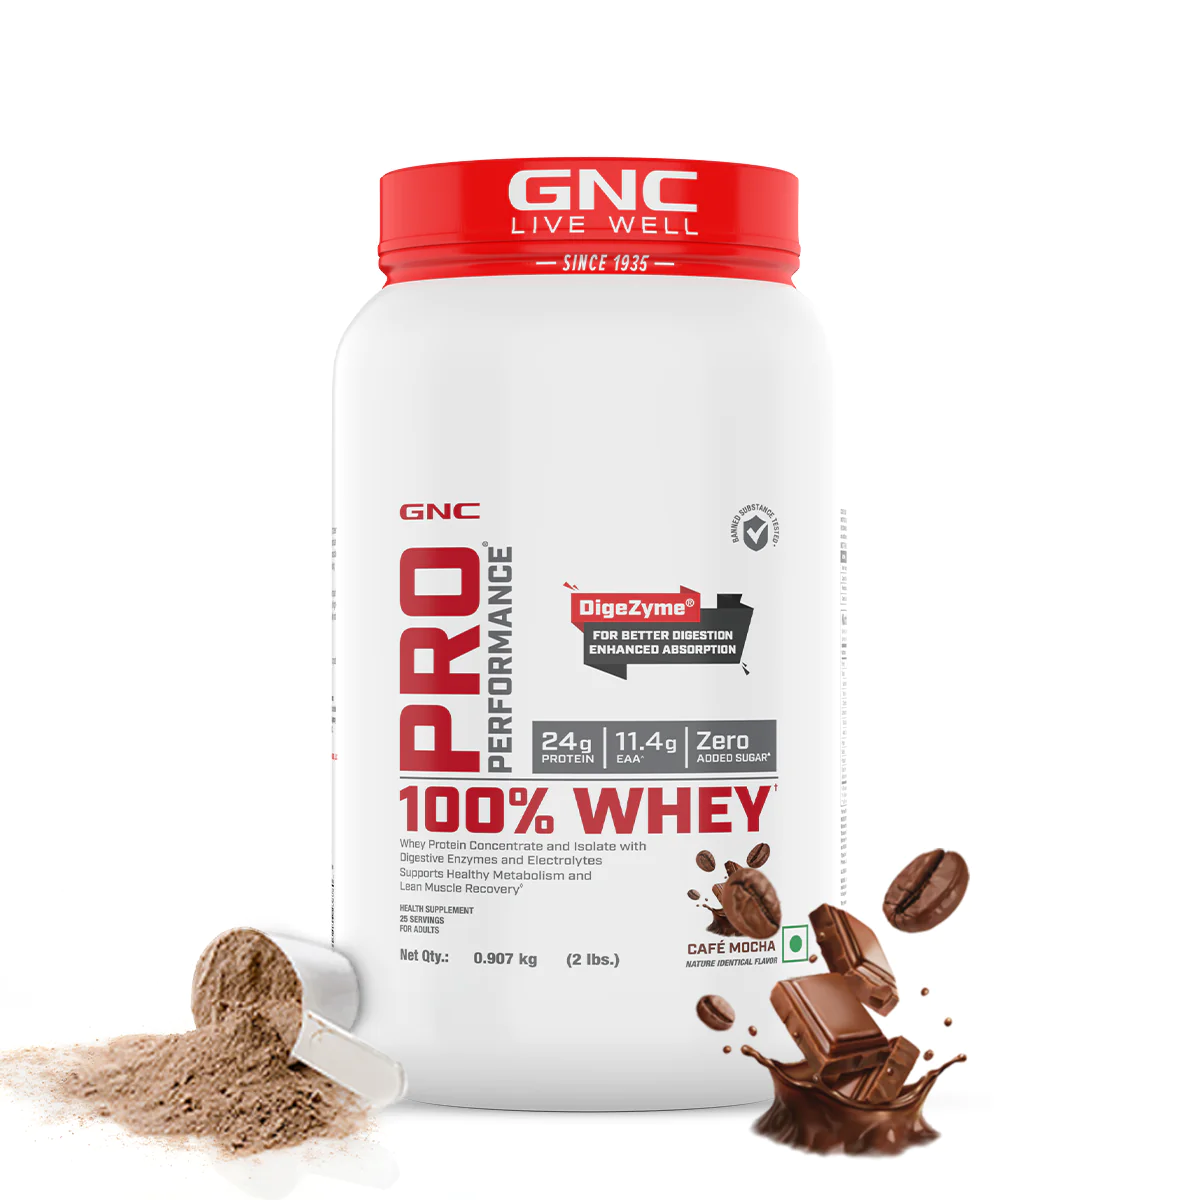 GNC
LIVE WELL
SINCE 1935
GNC
PRO®
PERFORMANCE
BANNED SUBSTANCE TESTED
DigeZyme®
FOR BETTER DIGESTION
ENHANCED ABSORPTION
24g
PROTEIN
11.4g
EAA^
Zero
ADDED SUGAR#
100% WHEY†
Whey Protein Concentrate and Isolate with
Digestive Enzymes and Electrolytes
Supports Healthy Metabolism and
Lean Muscle Recovery◊
HEALTH SUPPLEMENT
25 SERVINGS
FOR ADULTS
Net Qty.: 0.907 kg (2 lbs.)
CAFÉ MOCHA
NATURE IDENTICAL FLAVOR